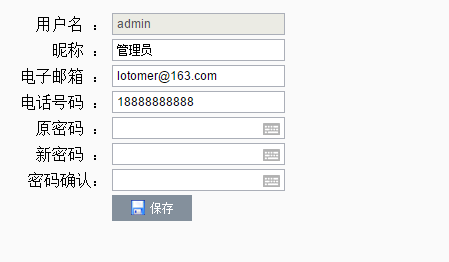 用户名 ： admin
昵称 ： 管理员
电子邮箱 ： lotomer@163.com
电话号码 ： 18888888888
原密码 ：
新密码 ：
密码确认：
保存